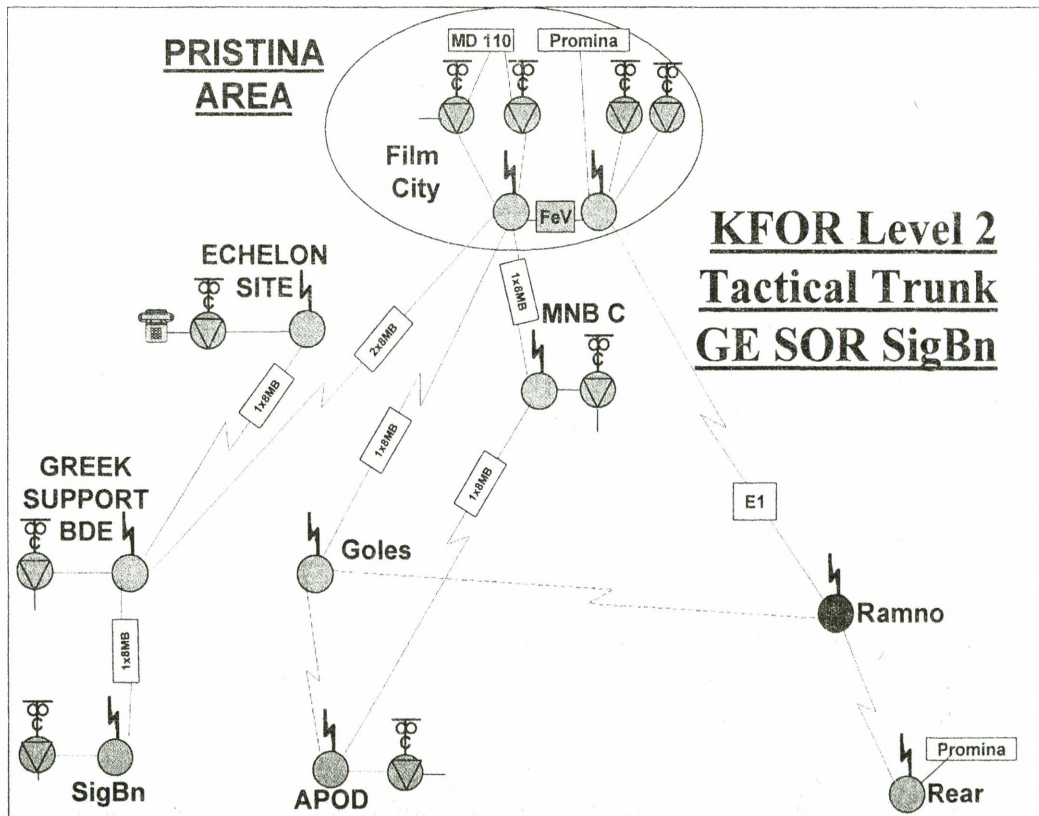 PRISTINA
AREA
MD 110
Promina
Film
City
FeV
KFOR Level 2
Tactical Trunk
GE SOR SigBn
ECHELON
SITE
1x8MB
MNB C
2x8MB
1x8MB
1x8MB
1x8MB
GREEK
SUPPORT
BDE
Goles
E1
Ramno
1x8MB
SigBn
APOD
Promina
Rear